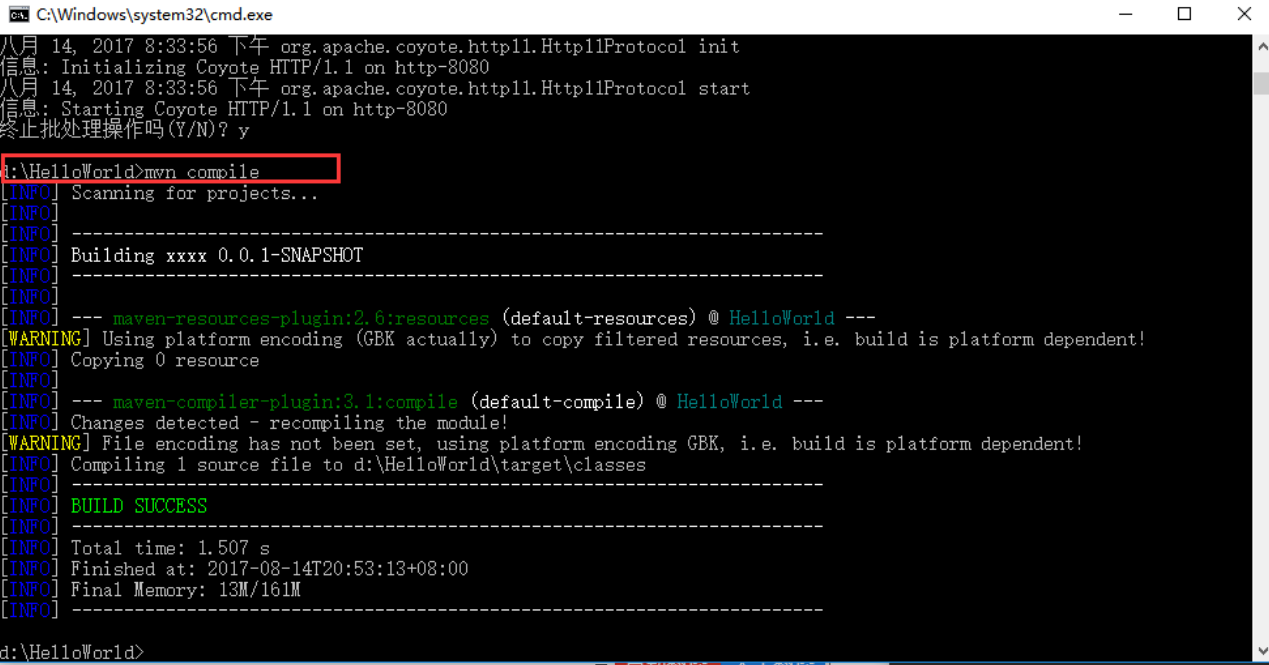 C:\Windows\system32\cmd.exe
八月 14, 2017 8:33:56 下午 org.apache.coyote.http11.Http11Protocol init
信息: Initializing Coyote HTTP/1.1 on http-8080
八月 14, 2017 8:33:56 下午 org.apache.coyote.http11.Http11Protocol start
信息: Starting Coyote HTTP/1.1 on http-8080
终止批处理操作吗(Y/N)? y
d:\HelloWorld>mvn compile
[INFO] Scanning for projects...
[INFO]
[INFO] ------------------------------------------------------------------------
[INFO] Building xxxx 0.0.1-SNAPSHOT
[INFO] ------------------------------------------------------------------------
[INFO]
[INFO] --- maven-resources-plugin:2.6:resources (default-resources) @ HelloWorld ---
[WARNING] Using platform encoding (GBK actually) to copy filtered resources, i.e. build is platform dependent!
[INFO] Copying 0 resource
[INFO]
[INFO] --- maven-compiler-plugin:3.1:compile (default-compile) @ HelloWorld ---
[INFO] Changes detected - recompiling the module!
[WARNING] File encoding has not been set, using platform encoding GBK, i.e. build is platform dependent!
[INFO] Compiling 1 source file to d:\HelloWorld\target\classes
[INFO] ------------------------------------------------------------------------
[INFO] BUILD SUCCESS
[INFO] ------------------------------------------------------------------------
[INFO] Total time: 1.507 s
[INFO] Finished at: 2017-08-14T20:53:13+08:00
[INFO] Final Memory: 13M/161M
[INFO] ------------------------------------------------------------------------
d:\HelloWorld>